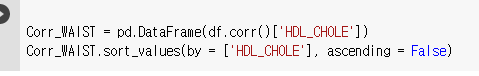 Corr_WAIST = pd.DataFrame(df.corr()['HDL_CHOLE'])
Corr_WAIST.sort_values(by = ['HDL_CHOLE'], ascending = False)